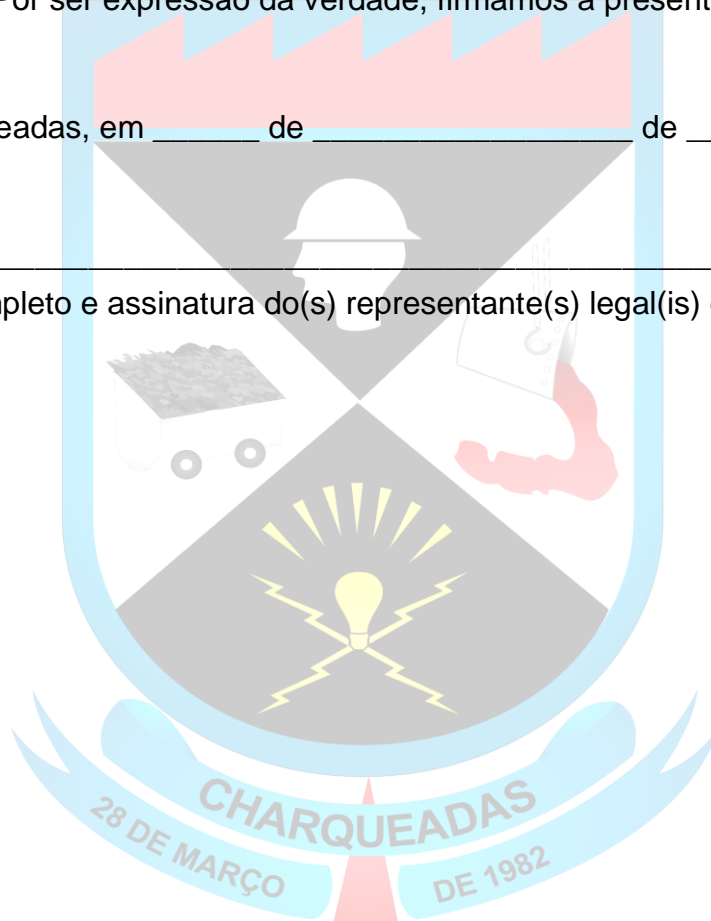 Por ser expressão da verdade, firmamos a present
eadas, em ______ de __________________ de __
________________________________________
pleto e assinatura do(s) representante(s) legal(is)
CHARQUEADAS
28 DE MARÇO DE 1982